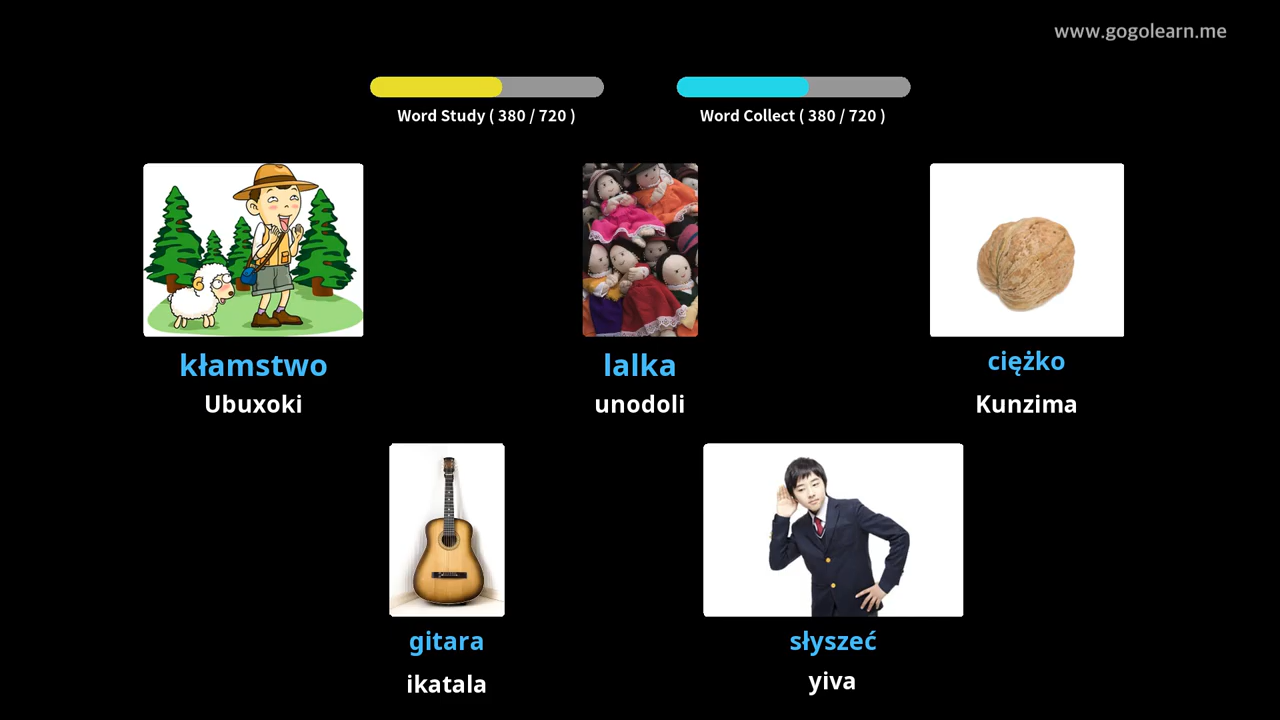 www.gogolearn.me
Word Study ( 380 / 720 )
Word Collect ( 380 / 720 )
kłamstwo
Ubuxoki
lalka
unodoli
ciężko
Kunzima
gitara
ikatala
słyszeć
yiva